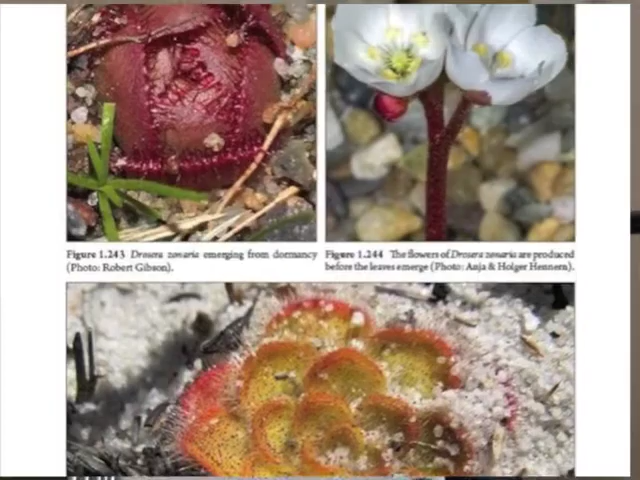 Figure 1.243 Drosera zonaria emerging from dormancy
(Photo: Robert Gibson).
Figure 1.244 The flowers of Drosera zonaria are produced
before the leaves emerge (Photo: Anja & Holger Hennern).